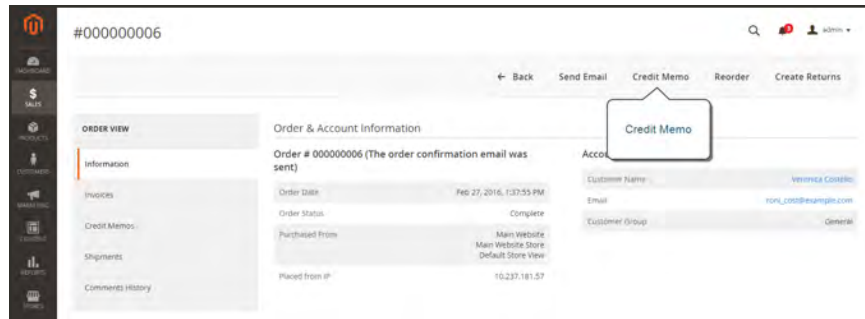 #000000006
3
admin
← Back
Send Email
Credit Memo
Reorder
Create Returns
Credit Memo
DASHBOARD
$
SALES
PRODUCTS
CUSTOMERS
MARKETING
CONTENT
REPORTS
STORES
ORDER VIEW
Information
Invoices
Credit Memos
Shipments
Comments History
Order & Account Information
Order # 000000006 (The order confirmation email was
sent)
Order Date Feb 27, 2016, 1:37:55 PM
Order Status Complete
Purchased From Main Website
Main Website Store
Default Store View
Placed from IP 10.237.181.57
Accou
Customer Name Veronica Costello
Email roni_cost@example.com
Customer Group General